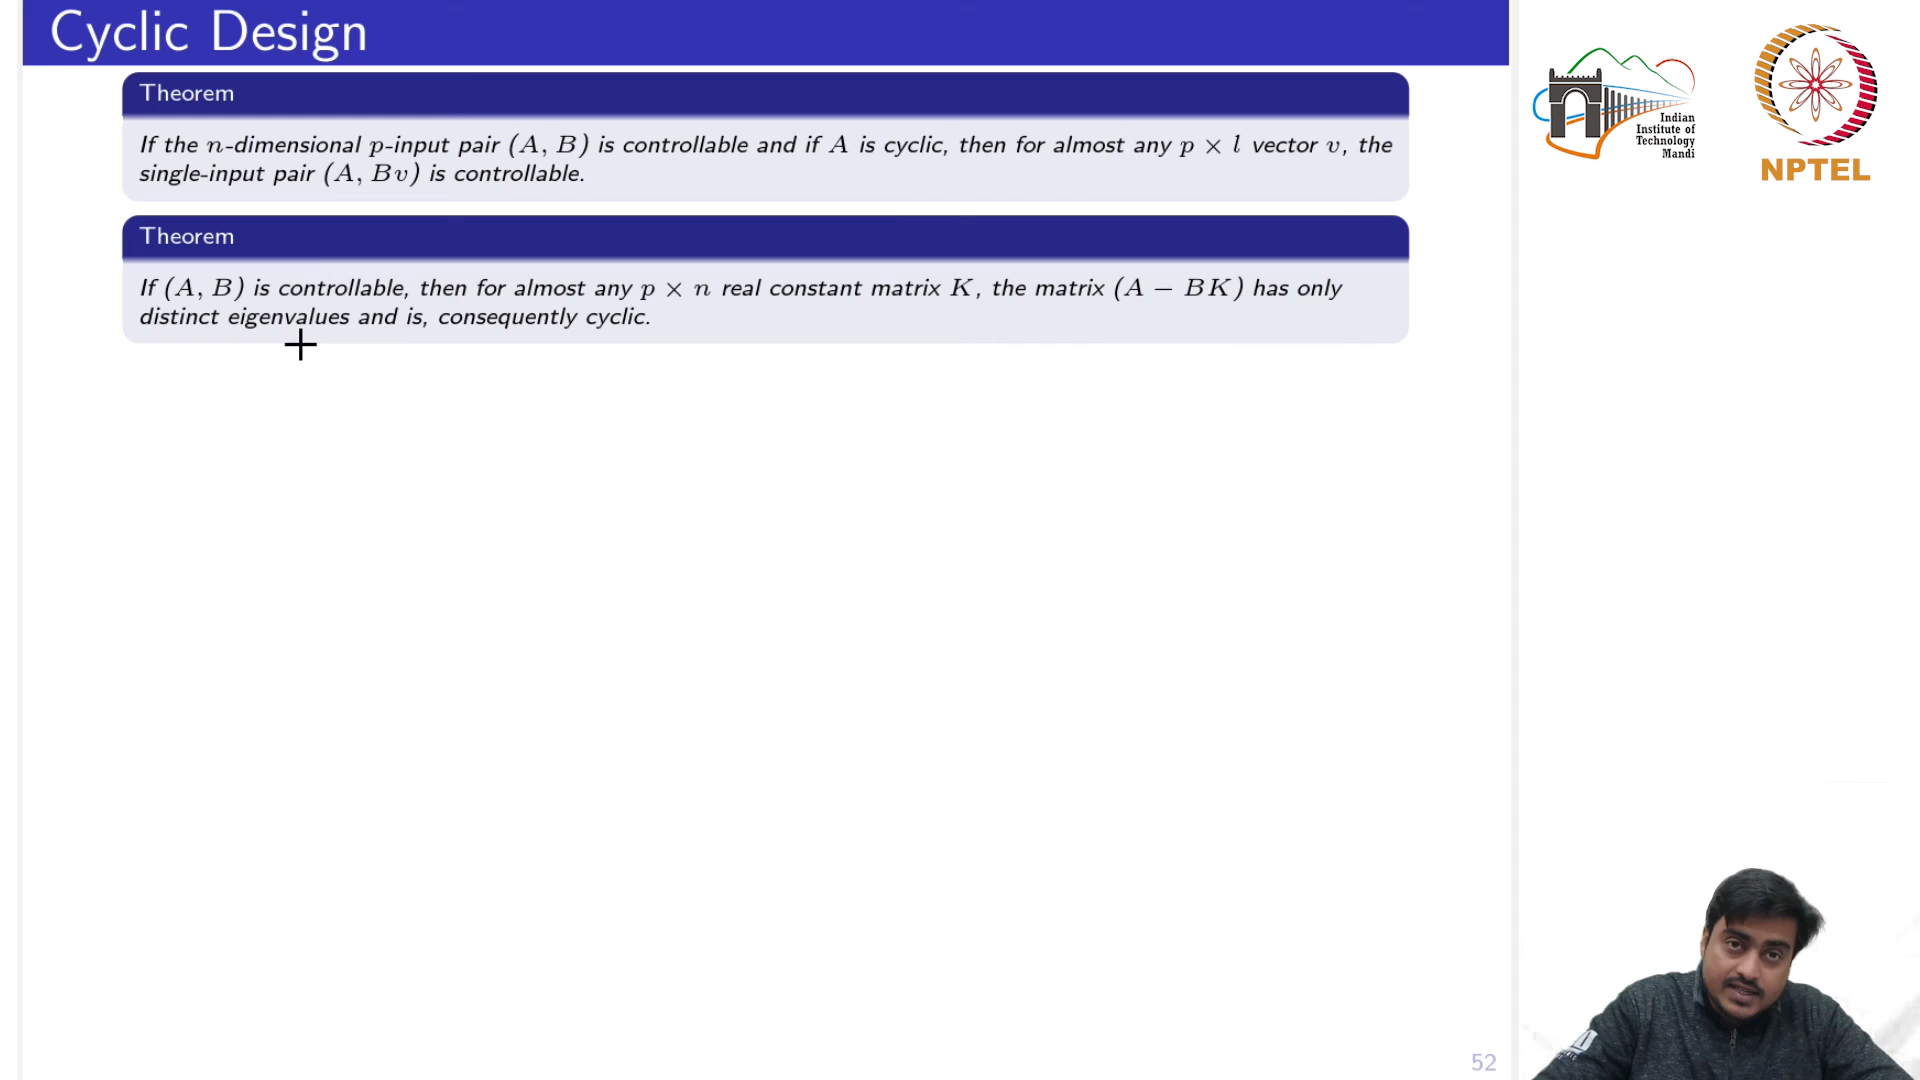 Cyclic Design
Theorem
If the n-dimensional p-input pair (A, B) is controllable and if A is cyclic, then for almost any p × l vector v, the
single-input pair (A, Bv) is controllable.
Theorem
If (A, B) is controllable, then for almost any p × n real constant matrix K, the matrix (A − BK) has only
distinct eigenvalues and is, consequently cyclic.
Indian
Institute of
Technology
Mandi
NPTEL
52